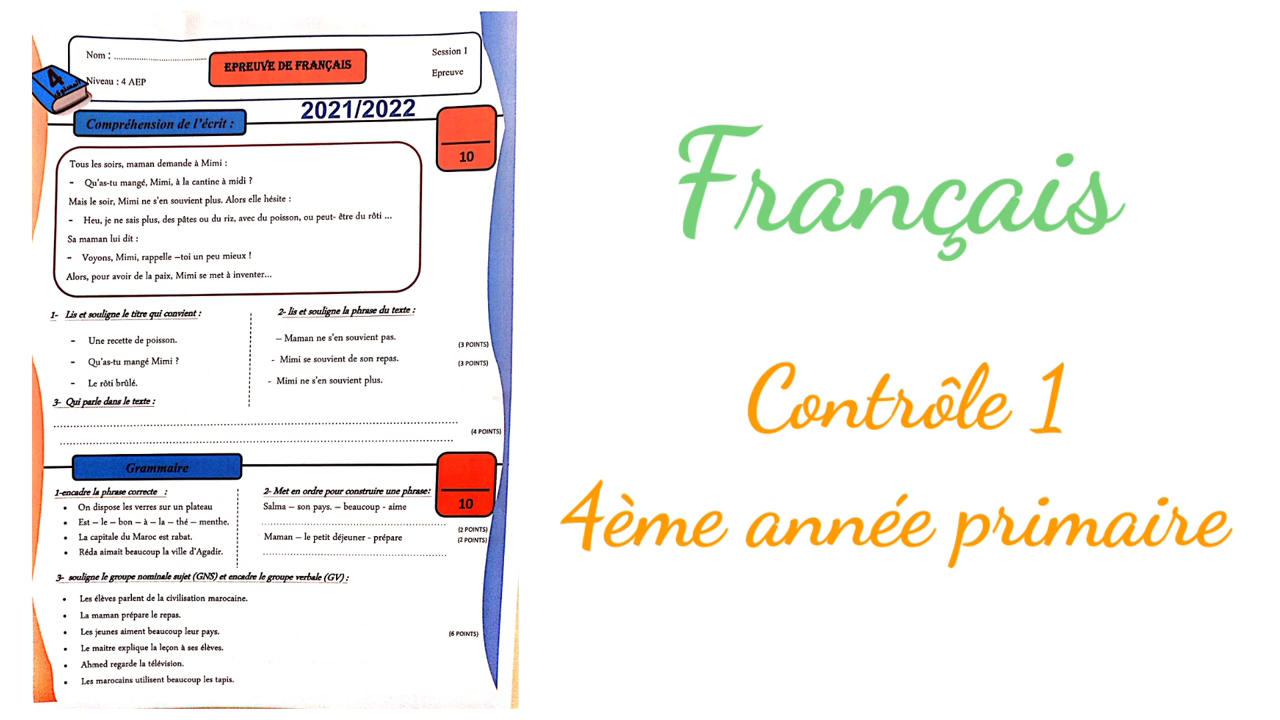 Nom : ................................
EPREUVE DE FRANÇAIS
Session 1
Niveau : 4 AEP
Epreuve
4
2021/2022
Compréhension de l'écrit :
10
Tous les soirs, maman demande à Mimi :
- Qu'as-tu mangé, Mimi, à la cantine à midi ?
Mais le soir, Mimi ne s'en souvient plus. Alors elle hésite :
- Heu, je ne sais plus, des pâtes ou du riz, avec du poisson, ou peut- être du rôti ...
Sa maman lui dit :
- Voyons, Mimi, rappelle –toi un peu mieux !
Alors, pour avoir de la paix, Mimi se met à inventer...
1- Lis et souligne le titre qui convient :
- Une recette de poisson.
- Qu'as-tu mangé Mimi ?
- Le rôti brûlé.
2- lis et souligne la phrase du texte :
– Maman ne s'en souvient pas.
- Mimi se souvient de son repas.
- Mimi ne s'en souvient plus.
(3 POINTS)
(3 POINTS)
3- Qui parle dans le texte :
(4 POINTS)
Grammaire
10
1-encadre la phrase correcte :
• On dispose les verres sur un plateau
• Est – le – bon – à – la – thé – menthe.
• La capitale du Maroc est rabat.
• Réda aimait beaucoup la ville d'Agadir.
2- Met en ordre pour construire une phrase:
Salma – son pays. – beaucoup - aime
(2 POINTS)
Maman – le petit déjeuner - prépare
(2 POINTS)
3- souligne le groupe nominale sujet (GNS) et encadre le groupe verbale (GV) :
• Les élèves parlent de la civilisation marocaine.
• La maman prépare le repas.
• Les jeunes aiment beaucoup leur pays.
• Le maitre explique la leçon à ses élèves.
• Ahmed regarde la télévision.
• Les marocains utilisent beaucoup les tapis.
(6 POINTS)
Français
Contrôle 1
4ème année primaire